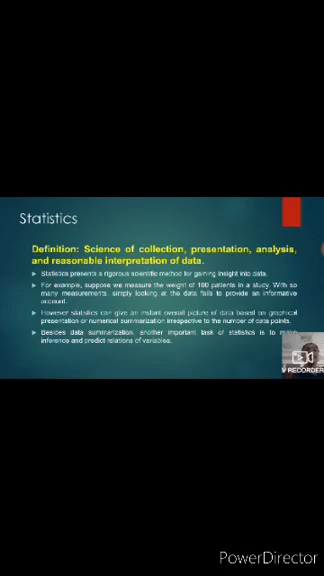 Statistics
Definition: Science of collection, presentation, analysis,
and reasonable interpretation of data.
Statistics presents a rigorous scientific method for gaining insight into data.
For example, suppose we measure the weight of 100 patients in a study. With so
many measurements, simply looking at the data fails to provide an informative
account.
However statistics can give an instant overall picture of data based on graphical
presentation or numerical summarization irrespective to the number of data points.
Besides data summarization, another important task of statistics is to make
inference and predict relations of variables.
V RECORDER
PowerDirector